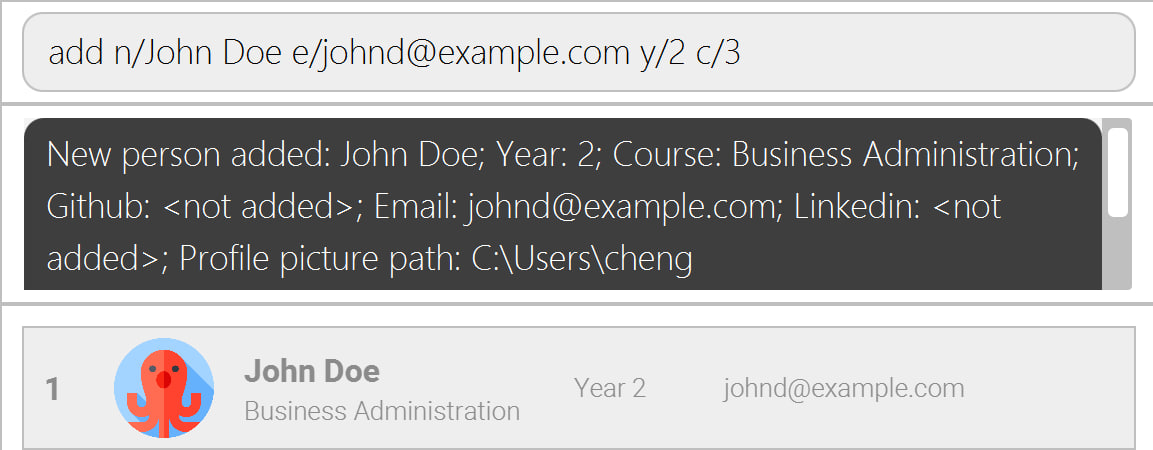 add n/John Doe e/johnd@example.com y/2 c/3
New person added: John Doe; Year: 2; Course: Business Administration;
Github: <not added>; Email: johnd@example.com; Linkedin: <not
added>; Profile picture path: C:\Users\cheng
1
John Doe
Business Administration
Year 2
johnd@example.com